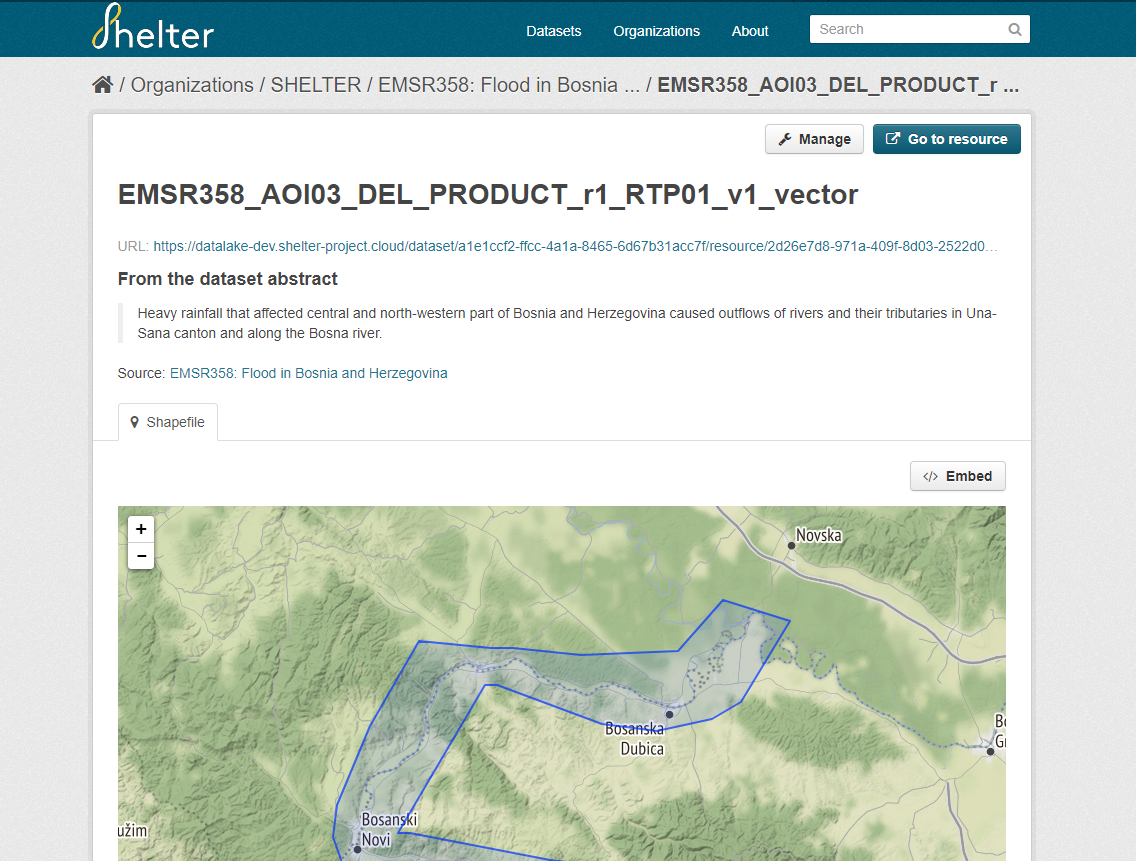 Shelter
Datasets Organizations About Search
/ Organizations / SHELTER / EMSR358: Flood in Bosnia ... / EMSR358_AOI03_DEL_PRODUCT_r ...
Manage Go to resource
EMSR358_AOI03_DEL_PRODUCT_r1_RTP01_v1_vector
URL: https://datalake-dev.shelter-project.cloud/dataset/a1e1ccf2-ffcc-4a1a-8465-6d67b31acc7f/resource/2d26e7d8-971a-409f-8d03-2522d0…
From the dataset abstract
Heavy rainfall that affected central and north-western part of Bosnia and Herzegovina caused outflows of rivers and their tributaries in Una-
Sana canton and along the Bosna river.
Source: EMSR358: Flood in Bosnia and Herzegovina
Shapefile
</> Embed
+
−
Novska
Bosanska
Dubica
Bosanski
Novi
užim